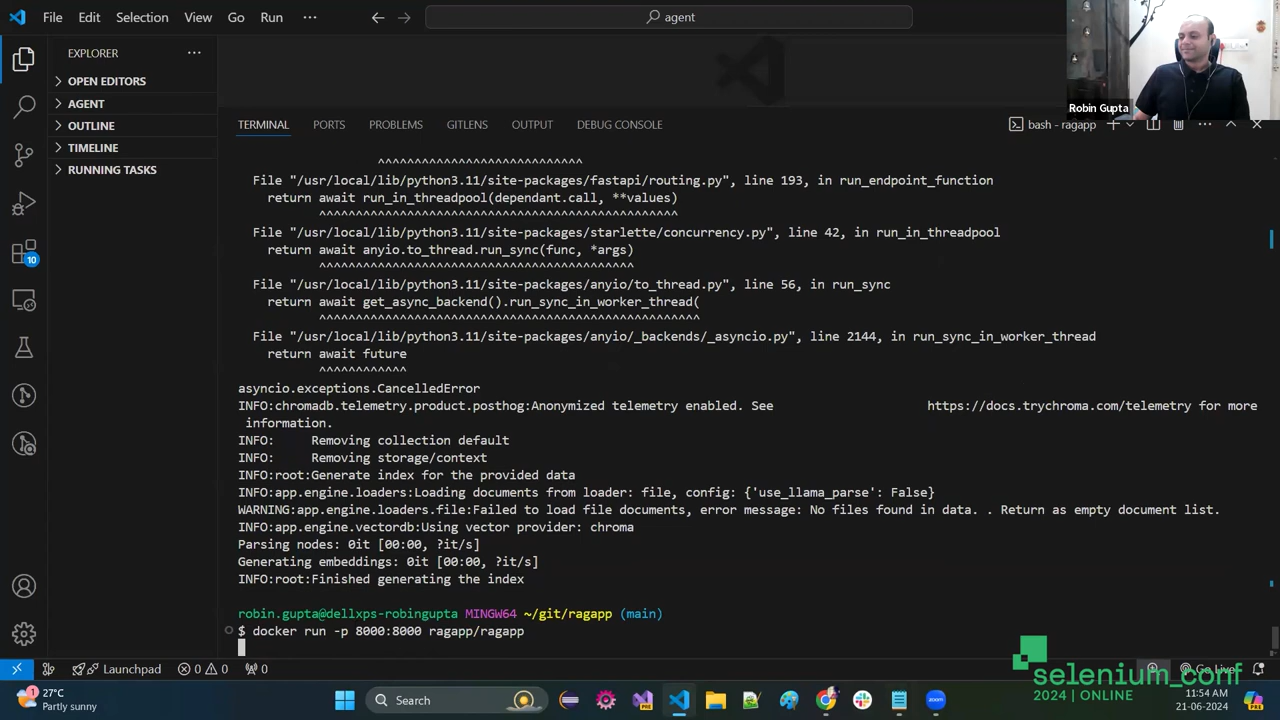 File Edit Selection View Go Run ··· agent
Robin Gupta
EXPLORER
OPEN EDITORS
AGENT
OUTLINE
TIMELINE
RUNNING TASKS
10
TERMINAL PORTS PROBLEMS GITLENS OUTPUT DEBUG CONSOLE bash - ragapp
^^^^^^^^^^^^^^^^^^^^^^^^^^^^
File "/usr/local/lib/python3.11/site-packages/fastapi/routing.py", line 193, in run_endpoint_function
return await run_in_threadpool(dependant.call, **values)
^^^^^^^^^^^^^^^^^^^^^^^^^^^^^^^^^^^^^^^^^^^^^^^^^
File "/usr/local/lib/python3.11/site-packages/starlette/concurrency.py", line 42, in run_in_threadpool
return await anyio.to_thread.run_sync(func, *args)
^^^^^^^^^^^^^^^^^^^^^^^^^^^^^^^^^^^^^^^^^^^
File "/usr/local/lib/python3.11/site-packages/anyio/to_thread.py", line 56, in run_sync
return await get_async_backend().run_sync_in_worker_thread(
^^^^^^^^^^^^^^^^^^^^^^^^^^^^^^^^^^^^^^^^^^^^^^^^^^^^
File "/usr/local/lib/python3.11/site-packages/anyio/_backends/_asyncio.py", line 2144, in run_sync_in_worker_thread
return await future
^^^^^^^^^^^^
asyncio.exceptions.CancelledError
INFO:chromadb.telemetry.product.posthog:Anonymized telemetry enabled. See https://docs.trychroma.com/telemetry for more
information.
INFO: Removing collection default
INFO: Removing storage/context
INFO:root:Generate index for the provided data
INFO:app.engine.loaders:Loading documents from loader: file, config: {'use_llama_parse': False}
WARNING:app.engine.loaders.file:Failed to load file documents, error message: No files found in data. . Return as empty document list.
INFO:app.engine.vectordb:Using vector provider: chroma
Parsing nodes: 0it [00:00, ?it/s]
Generating embeddings: 0it [00:00, ?it/s]
INFO:root:Finished generating the index
robin.gupta@dellxps-robingupta MINGW64 ~/git/ragapp (main)
$ docker run -p 8000:8000 ragapp/ragapp
Launchpad 0 0 0 Go Live
selenium_conf
2024 | ONLINE
1
27°C
Partly sunny
Search
zoom
11:54 AM
21-06-2024